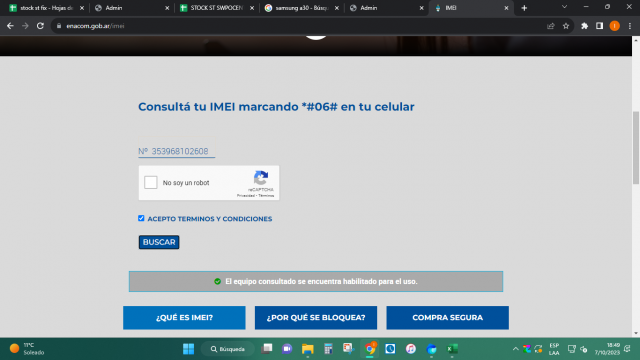 stock st fix - Hojas de
Admin
STOCK ST SWPOCEN
samsung a30 - Búsq
Admin
IMEI
enacom.gob.ar/imei
Consultá tu IMEI marcando *#06# en tu celular
Nº 353968102608
No soy un robot
reCAPTCHA
Privacidad - Términos
ACEPTO TERMINOS Y CONDICIONES
BUSCAR
El equipo consultado se encuentra habilitado para el uso.
¿QUÉ ES IMEI?
¿POR QUÉ SE BLOQUEA?
COMPRA SEGURA
11°C
Soleado
Búsqueda
ESP
LAA
18:49
7/10/2023